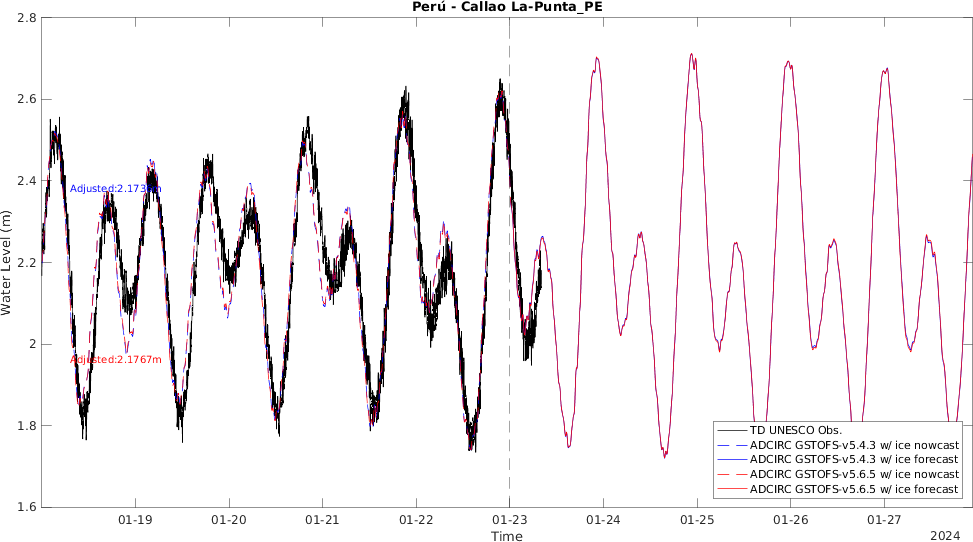 Perú - Callao La-Punta_PE
2.8
2.6
2.4
2.2
2
1.8
1.6
Water Level (m)
Adjusted:2.1767m
TD UNESCO Obs.
ADCIRC GSTOFS-v5.4.3 w/ ice nowcast
ADCIRC GSTOFS-v5.4.3 w/ ice forecast
ADCIRC GSTOFS-v5.6.5 w/ ice nowcast
ADCIRC GSTOFS-v5.6.5 w/ ice forecast
01-19 01-20 01-21 01-22 01-23 01-24 01-25 01-26 01-27
Time
2024